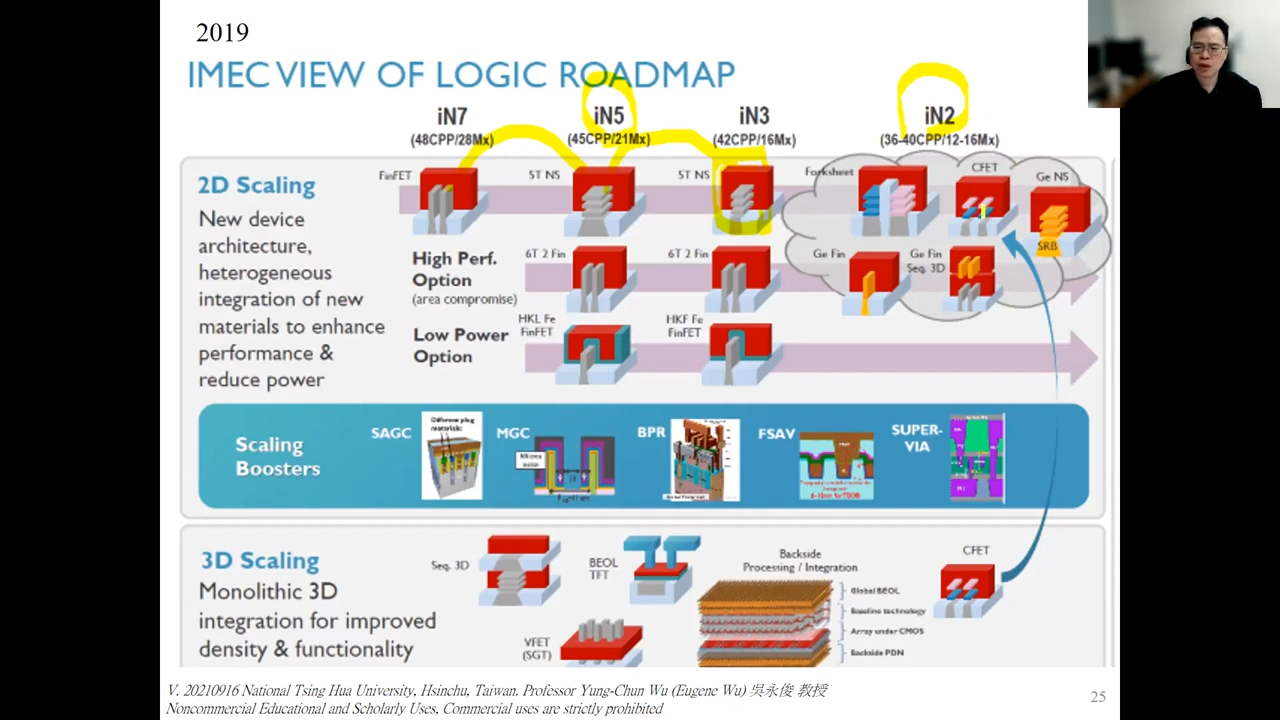 2019
IMEC VIEW OF LOGIC ROADMAP
iN7
(48CPP/28Mx)
iN5
(45CPP/21Mx)
iN3
(42CPP/16Mx)
iN2
(36-40CPP/12-16Mx)
2D Scaling
New device
architecture,
heterogeneous
integration of new
materials to enhance
performance &
reduce power
FinFET
5T NS
5T NS
Forksheet
CFET
Ge NS
SRB
High Perf.
Option
(area compromise)
6T 2 Fin
6T 2 Fin
Ge Fin
Ge Fin
Seq. 3D
Low Power
Option
HKL Fe
FinFET
HKF Fe
FinFET
Scaling
Boosters
SAGC
Different plug
materials:
MGC
BPR
FSAV
SUPER-
VIA
3D Scaling
Monolithic 3D
integration for improved
density & functionality
Seq. 3D
BEOL
TFT
VFET
(SGT)
Backside
Processing / Integration
Global BEOL
Baseline technology
Array under CMOS
Backside PDN
CFET
V. 20210916 National Tsing Hua University, Hsinchu, Taiwan. Professor Yung-Chun Wu (Eugene Wu) 吳永俊 教授
Noncommercial Educational and Scholarly Uses, Commercial uses are strictly prohibited
25